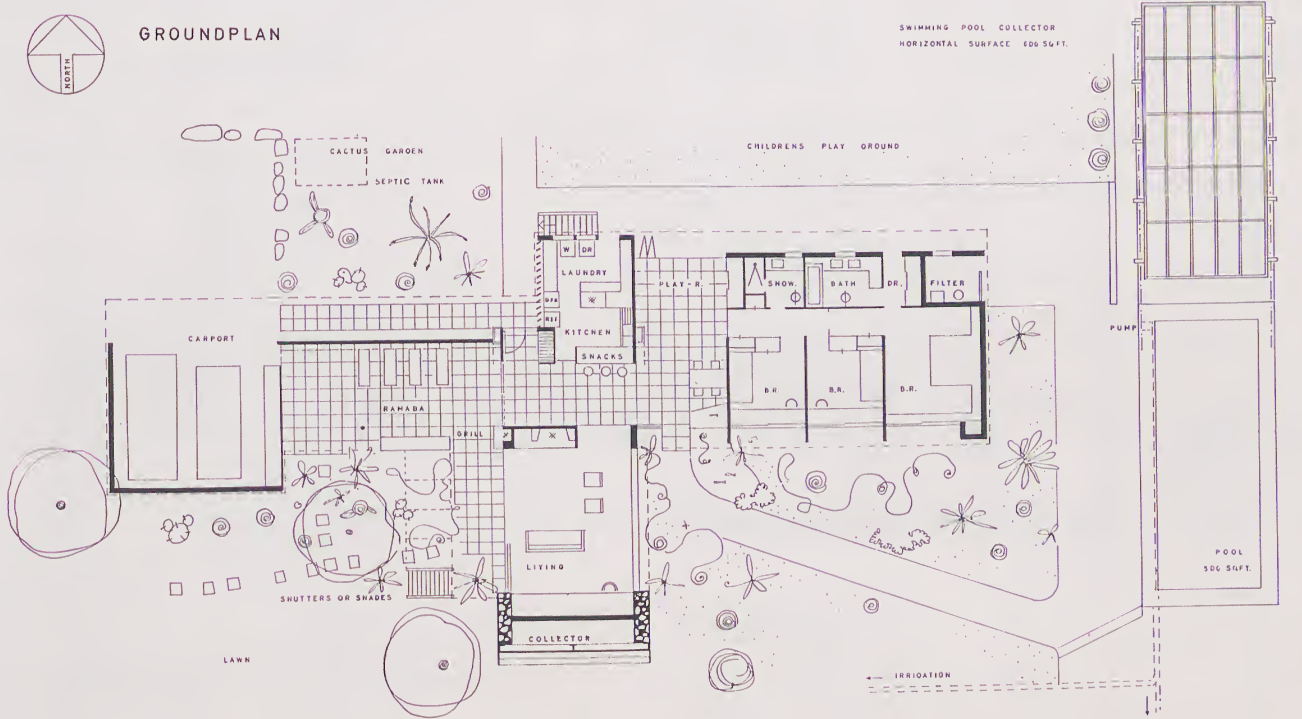 GROUNDPLAN
NORTH
SWIMMING POOL COLLECTOR
HORIZONTAL SURFACE 600 SQ FT.
CACTUS GARDEN
SEPTIC TANK
CHILDRENS PLAY GROUND
W
DR
LAUNDRY
PLAY-R.
SHOW.
BATH
DR.
FILTER
REF
KITCHEN
SNACKS
CARPORT
PUMP
RAMADA
GRILL
B.R.
B.R.
B.R.
LIVING
POOL
500 SQ FT.
SHUTTERS OR SHADES
COLLECTOR
LAWN
IRRIGATION